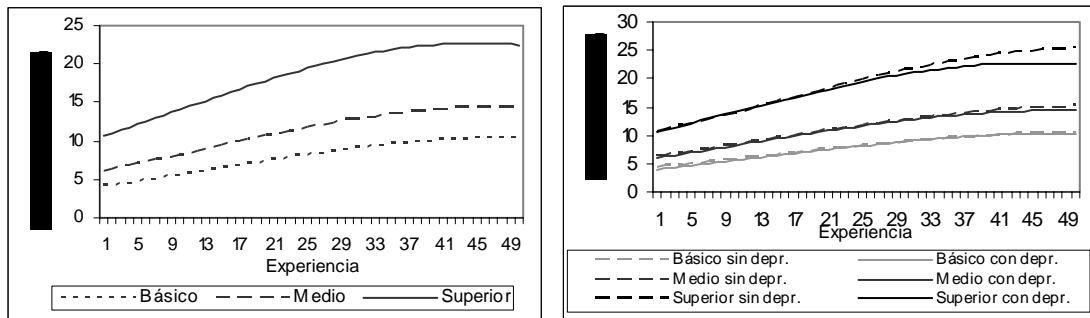 25
20
15
10
5
0
1 5 9 13 17 21 25 29 33 37 41 45 49
Experiencia
Básico Medio Superior
30
25
20
15
10
5
0
1 5 9 13 17 21 25 29 33 37 41 45 49
Experiencia
Básico sin depr. Básico con depr.
Medio sin depr. Medio con depr.
Superior sin depr. Superior con depr.